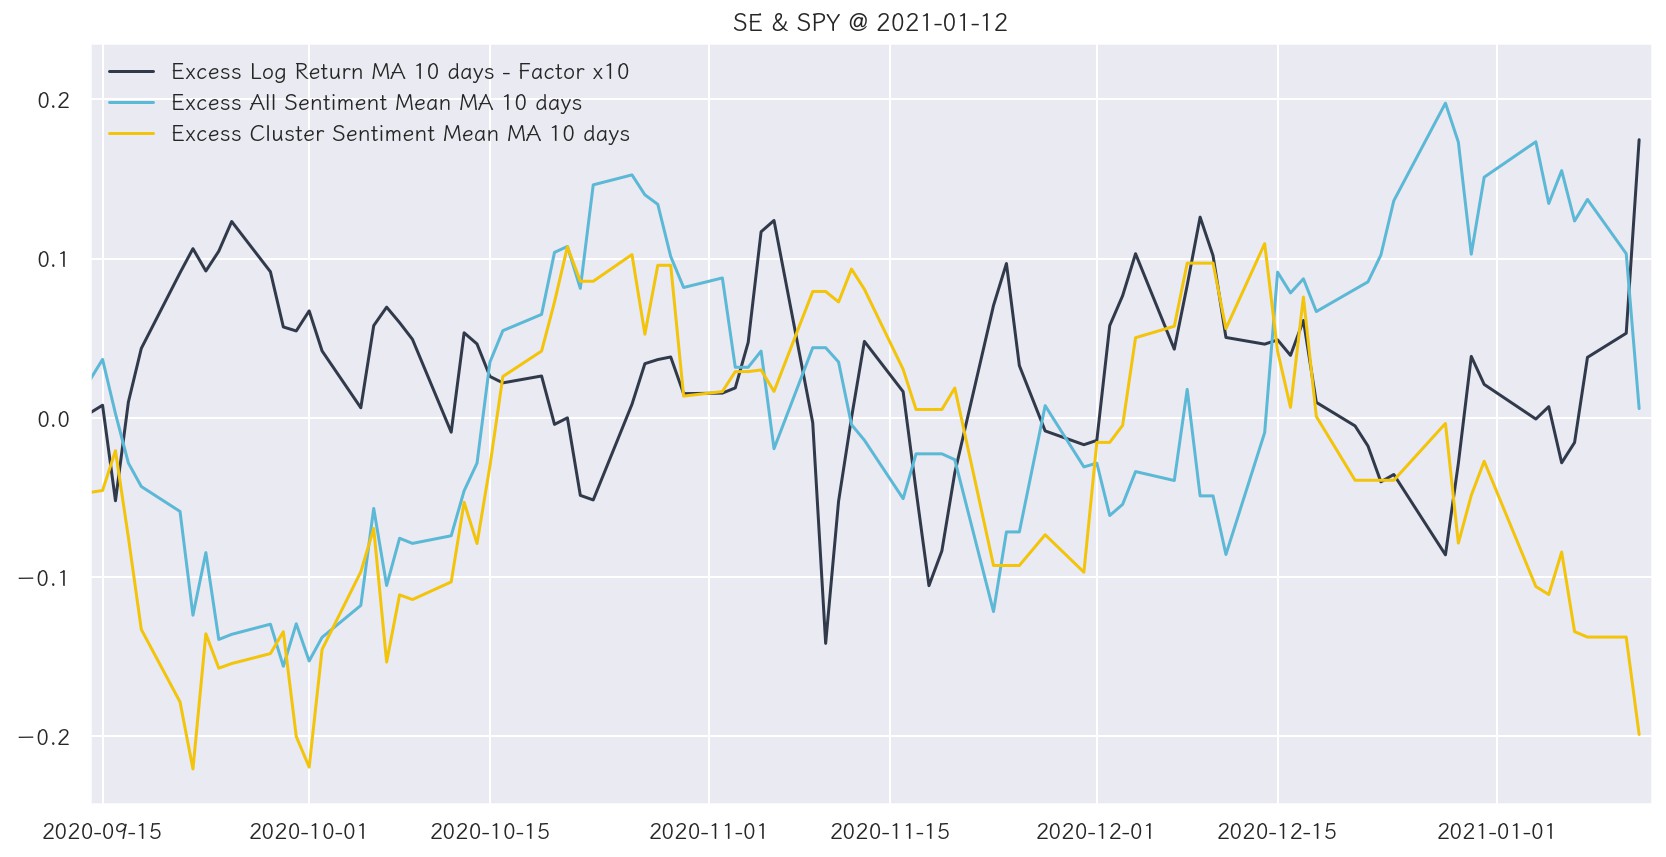 SE & SPY @ 2021-01-12
Excess Log Return MA 10 days - Factor x10
Excess All Sentiment Mean MA 10 days
Excess Cluster Sentiment Mean MA 10 days
0.2
0.1
0.0
−0.1
−0.2
2020-09-15 2020-10-01 2020-10-15 2020-11-01 2020-11-15 2020-12-01 2020-12-15 2021-01-01